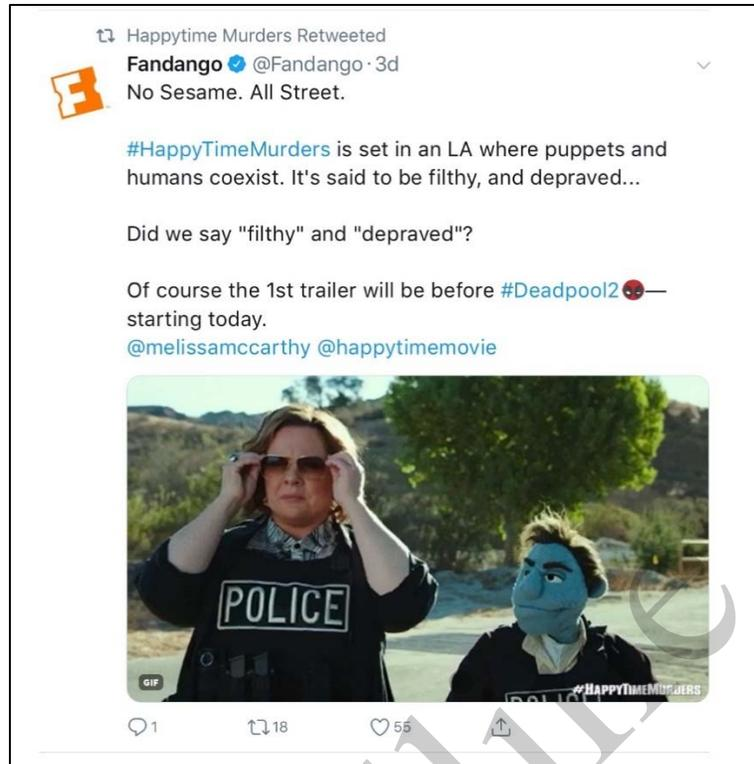 Happytime Murders Retweeted
Fandango @Fandango · 3d
No Sesame. All Street.
#HappyTimeMurders is set in an LA where puppets and
humans coexist. It's said to be filthy, and depraved...
Did we say "filthy" and "depraved"?
Of course the 1st trailer will be before #Deadpool2—
starting today.
@melissamccarthy @happytimemovie
POLICE
POLICE
GIF
#HAPPYTIMEMURDERS
1
18
55